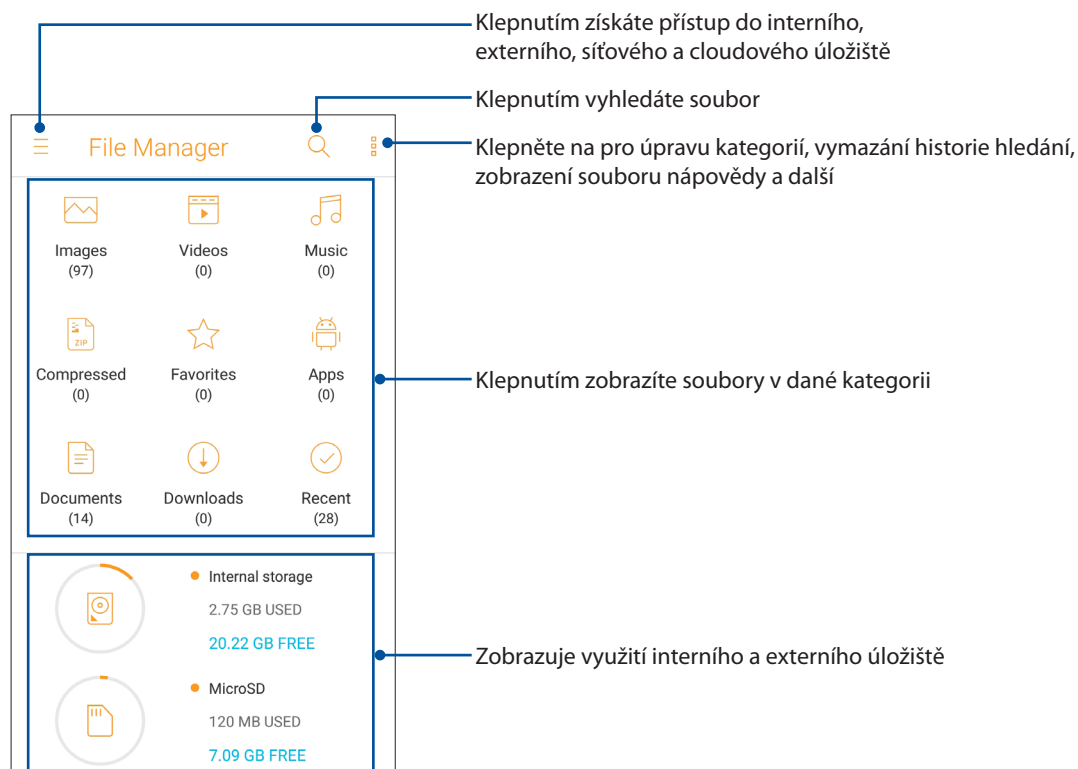 Klepnutím získáte přístup do interního,
externího, síťového a cloudového úložiště
Klepnutím vyhledáte soubor
Klepněte na pro úpravu kategorií, vymazání historie hledání,
zobrazení souboru nápovědy a další
File Manager
Images
(97)
Videos
(0)
Music
(0)
ZIP
Compressed
(0)
Favorites
(0)
Apps
(0)
Klepnutím zobrazíte soubory v dané kategorii
Documents
(14)
Downloads
(0)
Recent
(28)
Internal storage
2.75 GB USED
20.22 GB FREE
Zobrazuje využití interního a externího úložiště
MicroSD
120 MB USED
7.09 GB FREE